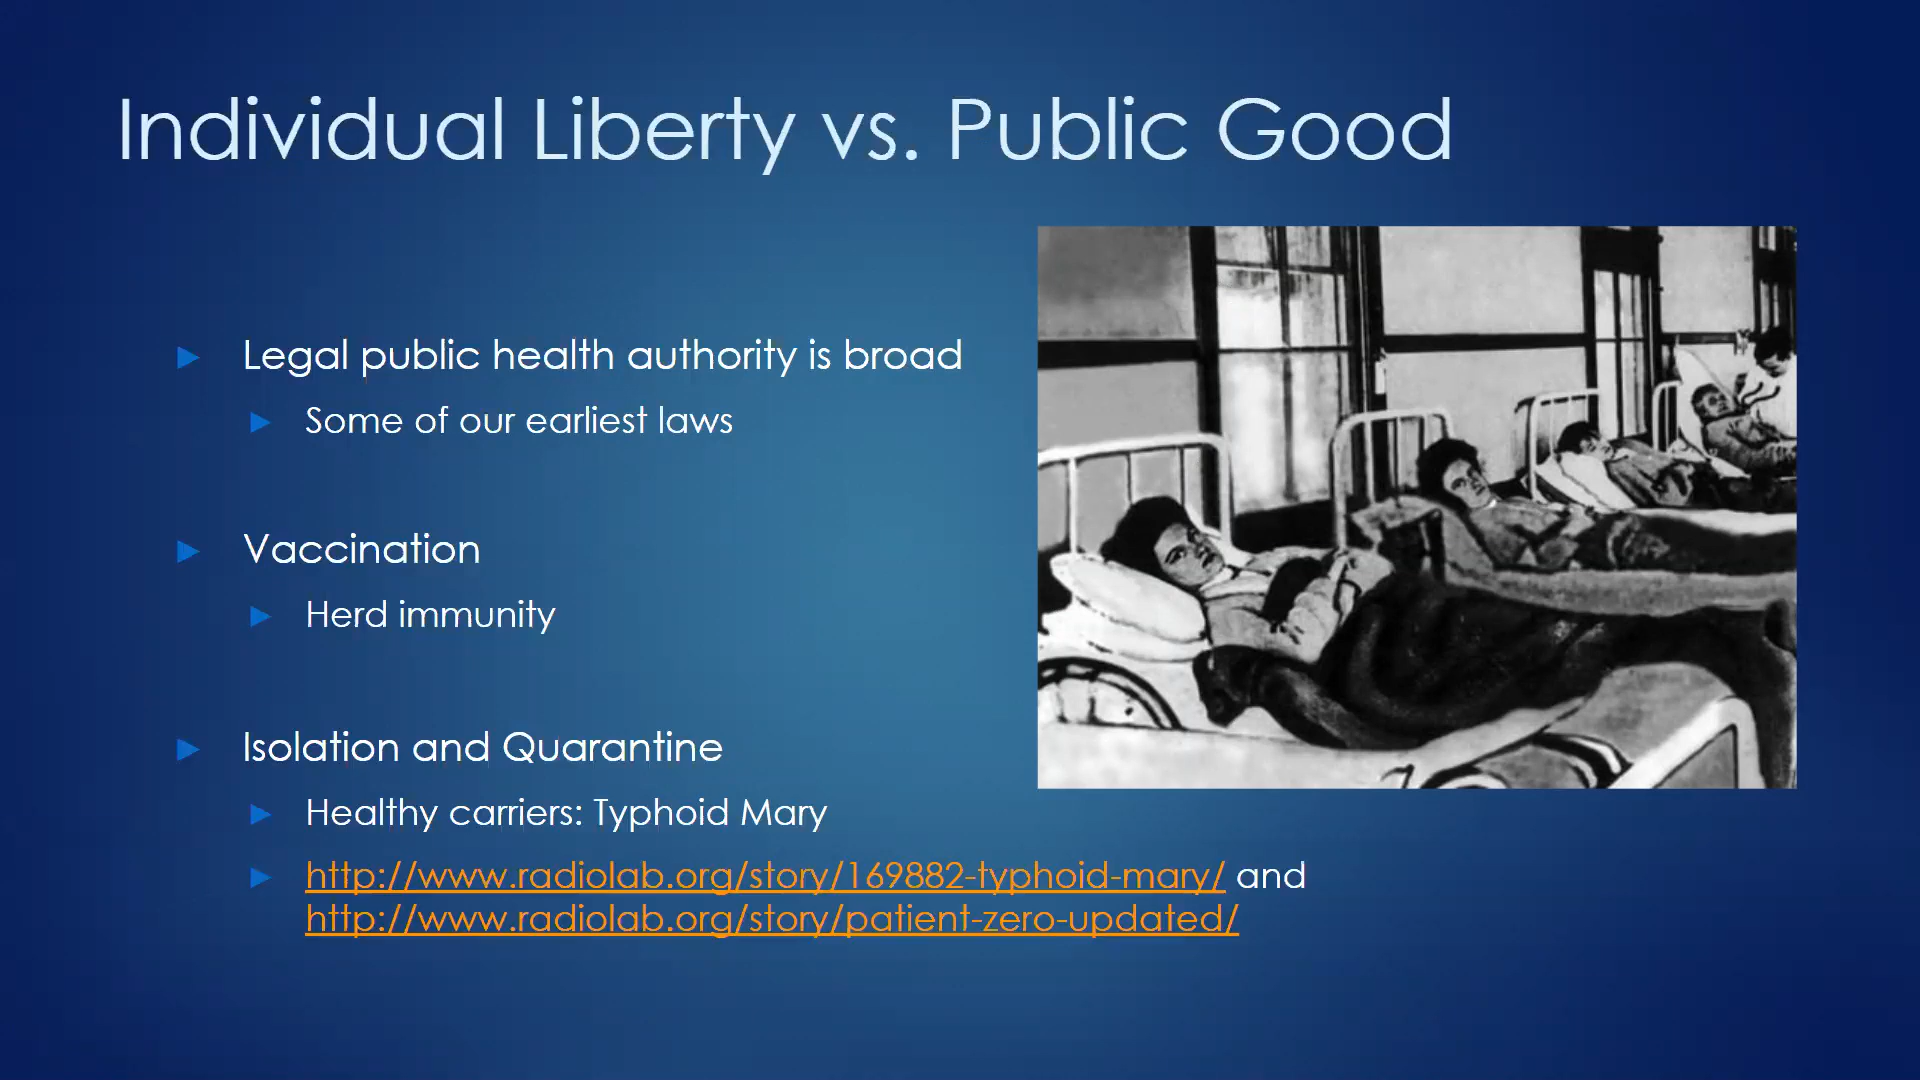 Individual Liberty vs. Public Good
Legal public health authority is broad
Some of our earliest laws
Vaccination
Herd immunity
Isolation and Quarantine
Healthy carriers: Typhoid Mary
http://www.radiolab.org/story/169882-typhoid-mary/ and
http://www.radiolab.org/story/patient-zero-updated/